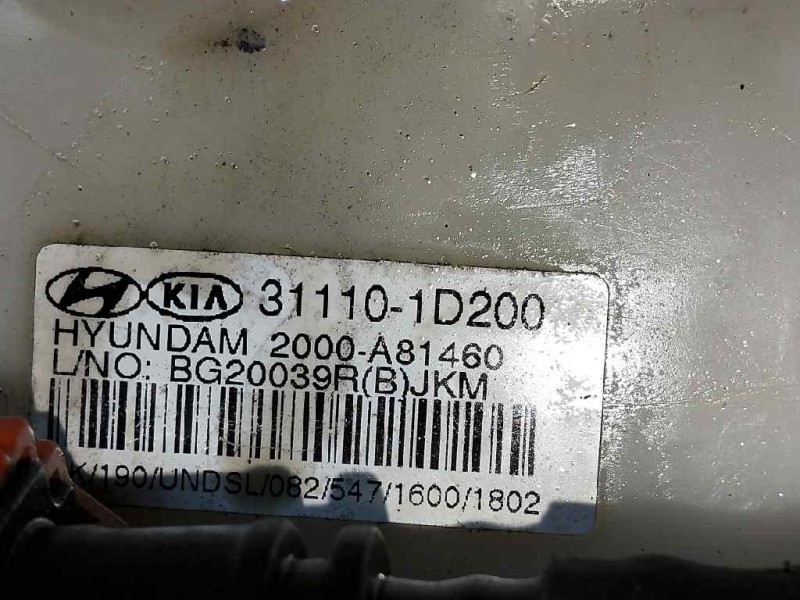 KIA 31110-1D200
HYUNDAM 2000-A81460
L/NO: BG20039R(B)JKM
K/190/UNDSL/082/547/1600/1802